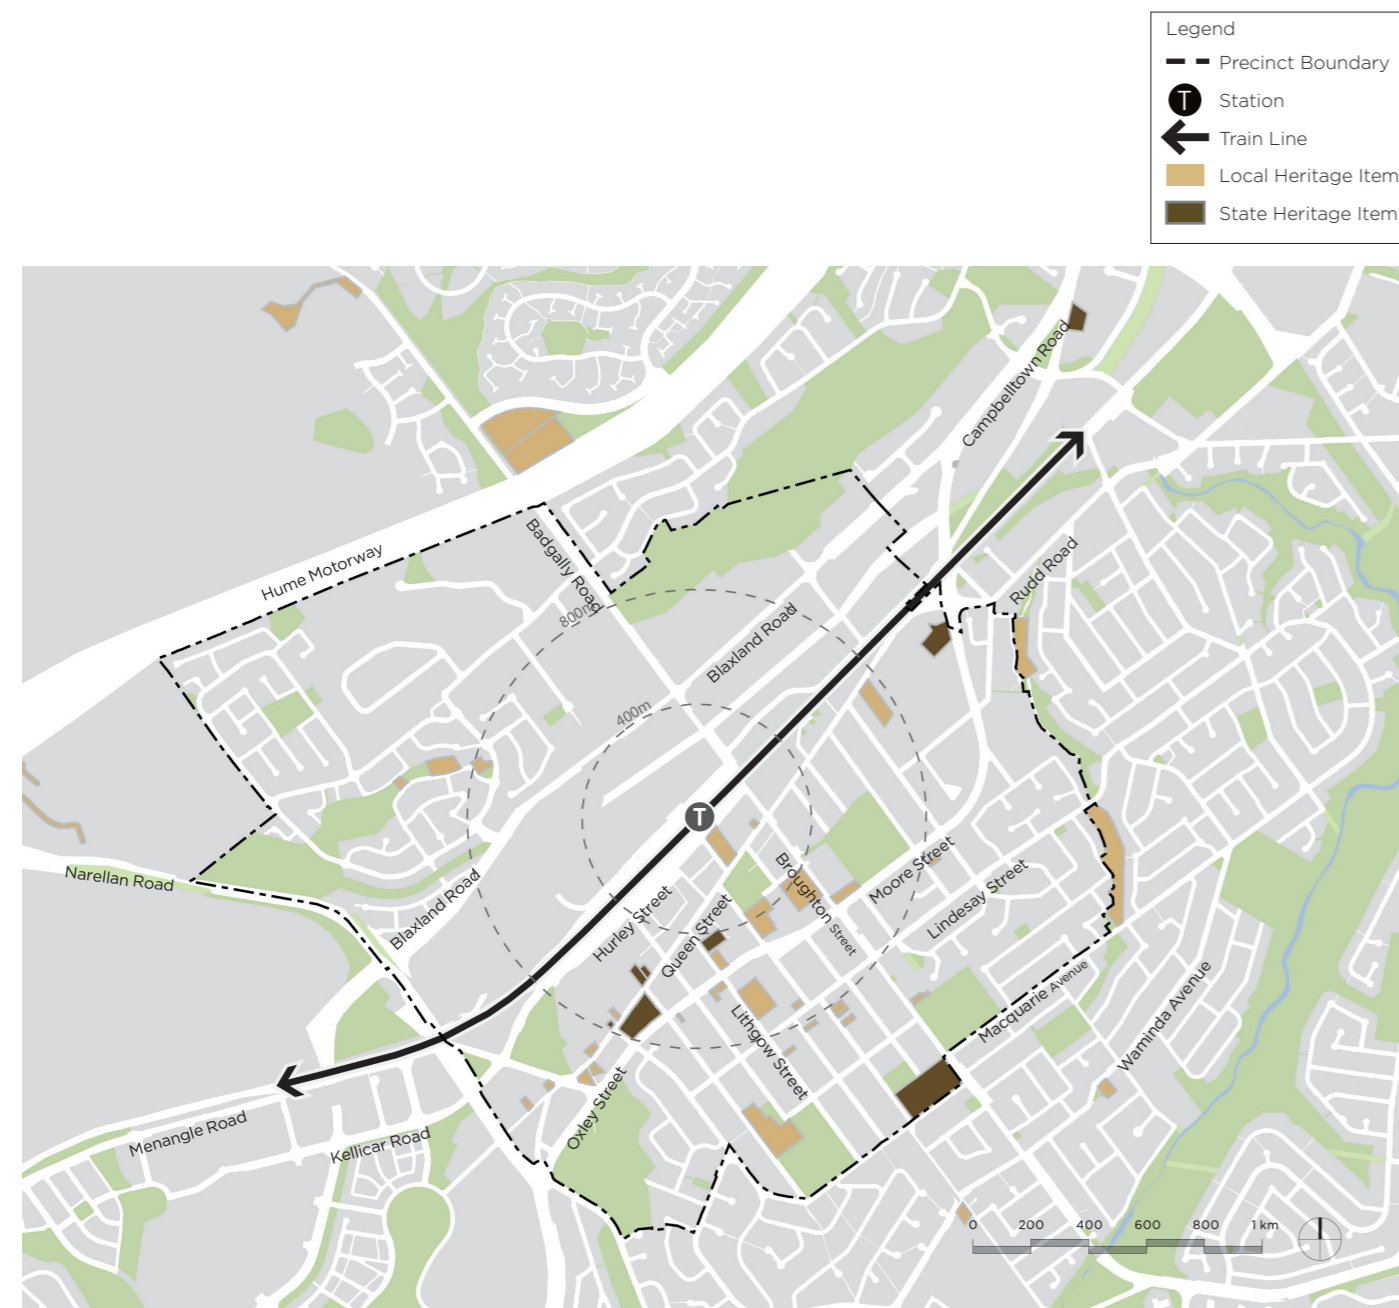 Legend
Precinct Boundary
T
Station
Train Line
Local Heritage Item
State Heritage Item
Campbelltown Road
Hume Motorway
Badgally Road
Rudd Road
800m
Blaxland Road
400m
T
Narellan Road
Blaxland Road
Hurley Street
Queen Street
Broughton Street
Moore Street
Lindesay Street
Lithgow Street
Macquarie Avenue
Waminda Avenue
Oxley Street
Menangle Road
Kellicar Road
0 200 400 600 800 1 km